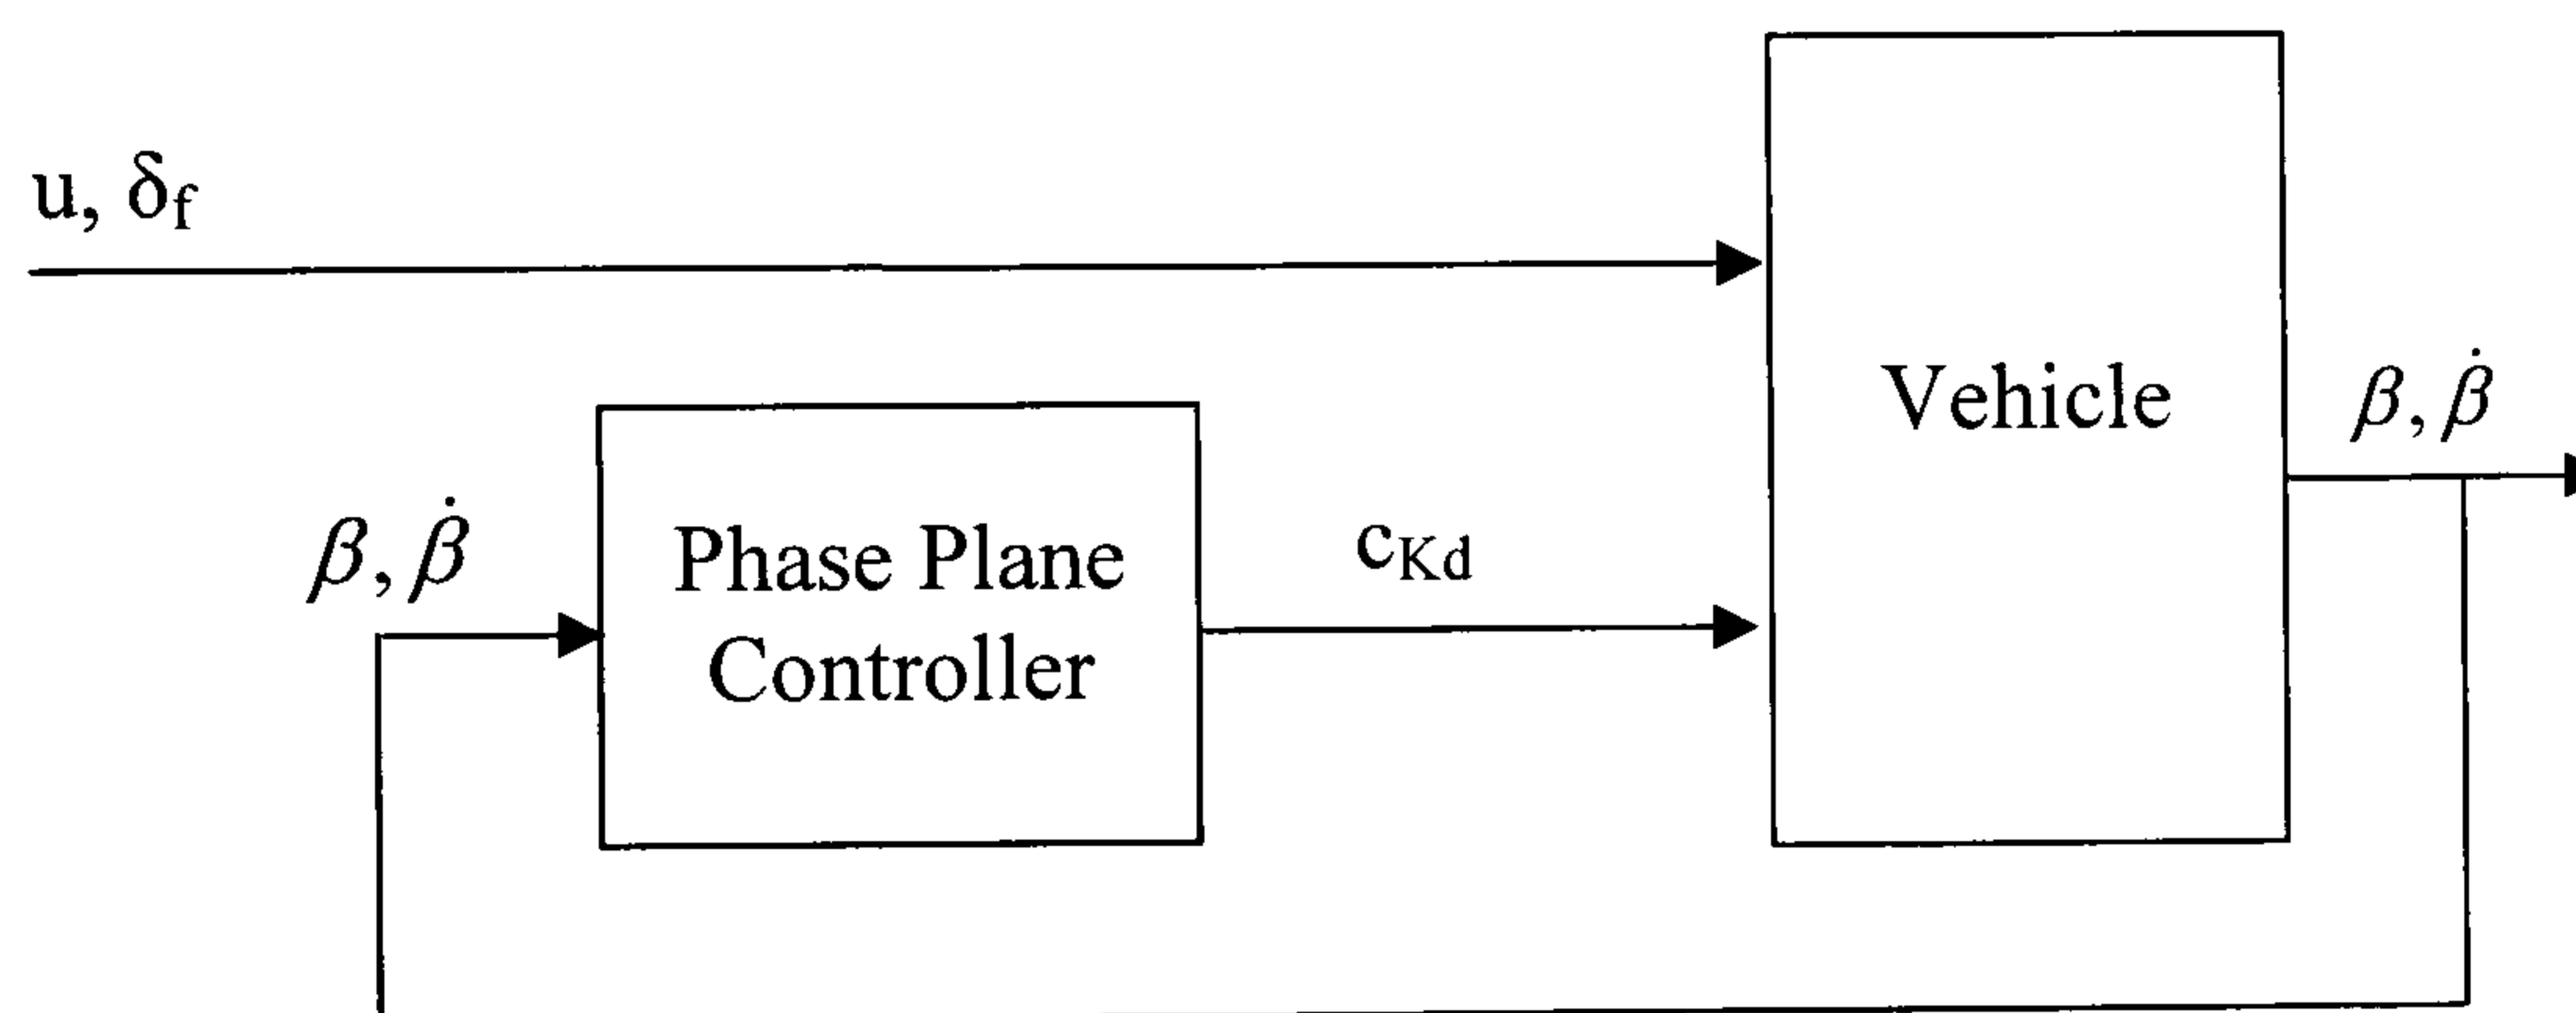 u, δf
Vehicle
β, β̇
β, β̇
Phase Plane
Controller
cKd